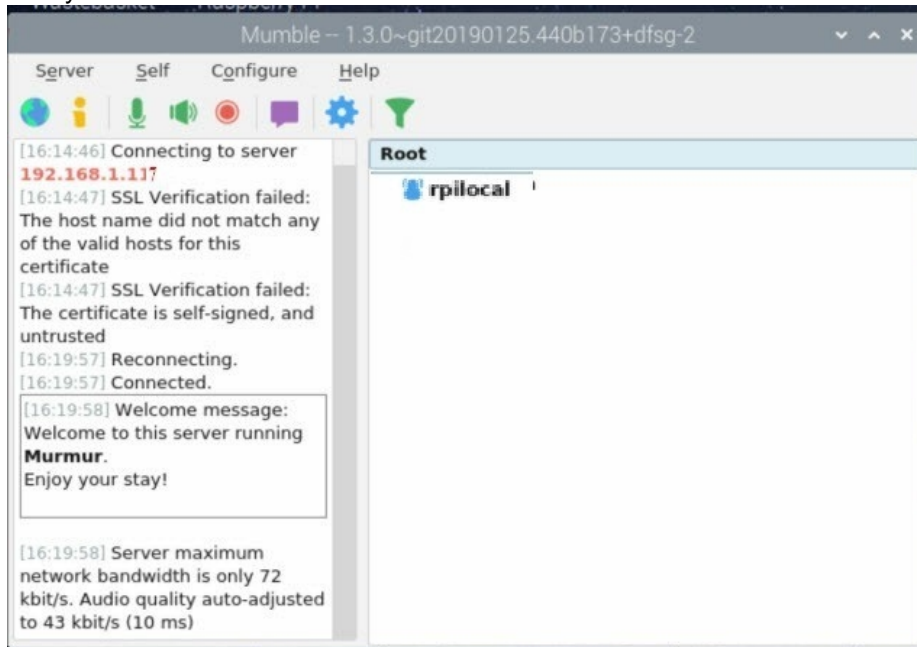 Mumble -- 1.3.0~git20190125.440b173+dfsg-2
Server Self Configure Help
[16:14:46] Connecting to server
192.168.1.117
[16:14:47] SSL Verification failed:
The host name did not match any
of the valid hosts for this
certificate
[16:14:47] SSL Verification failed:
The certificate is self-signed, and
untrusted
[16:19:57] Reconnecting.
[16:19:57] Connected.
[16:19:58] Welcome message:
Welcome to this server running
Murmur.
Enjoy your stay!
[16:19:58] Server maximum
network bandwidth is only 72
kbit/s. Audio quality auto-adjusted
to 43 kbit/s (10 ms)
Root
rpilocal